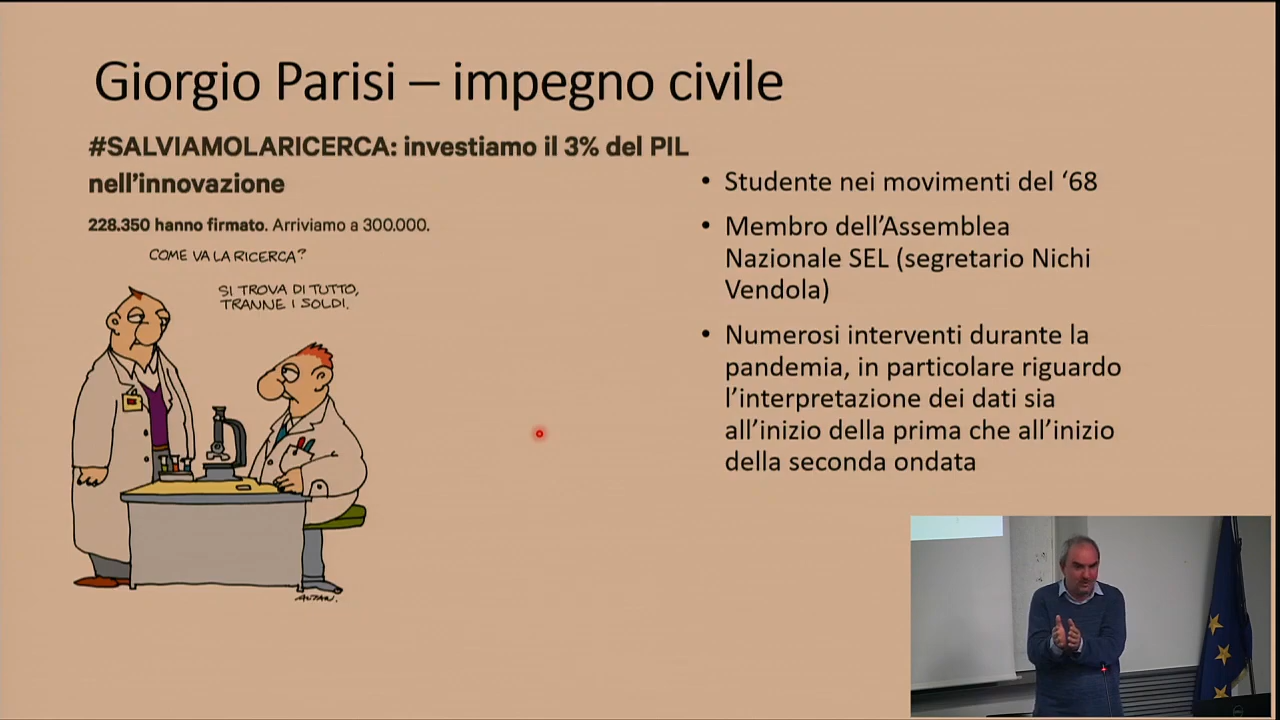 Giorgio Parisi – impegno civile
#SALVIAMOLARICERCA: investiamo il 3% del PIL
nell’innovazione
228.350 hanno firmato. Arriviamo a 300.000.
COME VA LA RICERCA?
SI TROVA DI TUTTO,
TRANNE I SOLDI.
ALTAN.
• Studente nei movimenti del ‘68
• Membro dell’Assemblea
Nazionale SEL (segretario Nichi
Vendola)
• Numerosi interventi durante la
pandemia, in particolare riguardo
l’interpretazione dei dati sia
all’inizio della prima che all’inizio
della seconda ondata